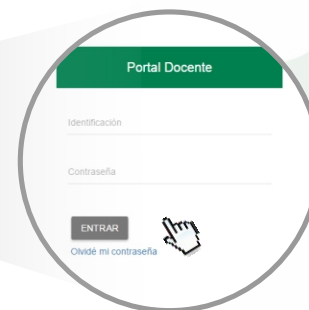 Portal Docente
Identificación
Contraseña
ENTRAR
Olvidé mi contraseña